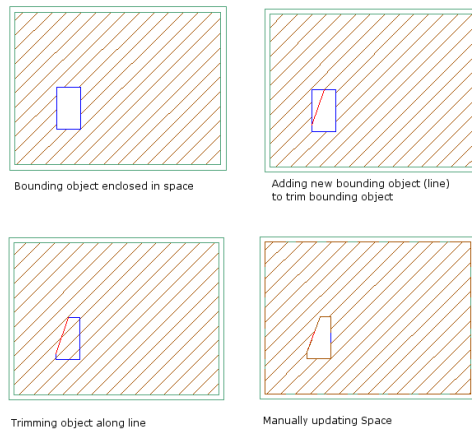 Bounding object enclosed in space
Adding new bounding object (line)
to trim bounding object
Trimming object along line
Manually updating Space